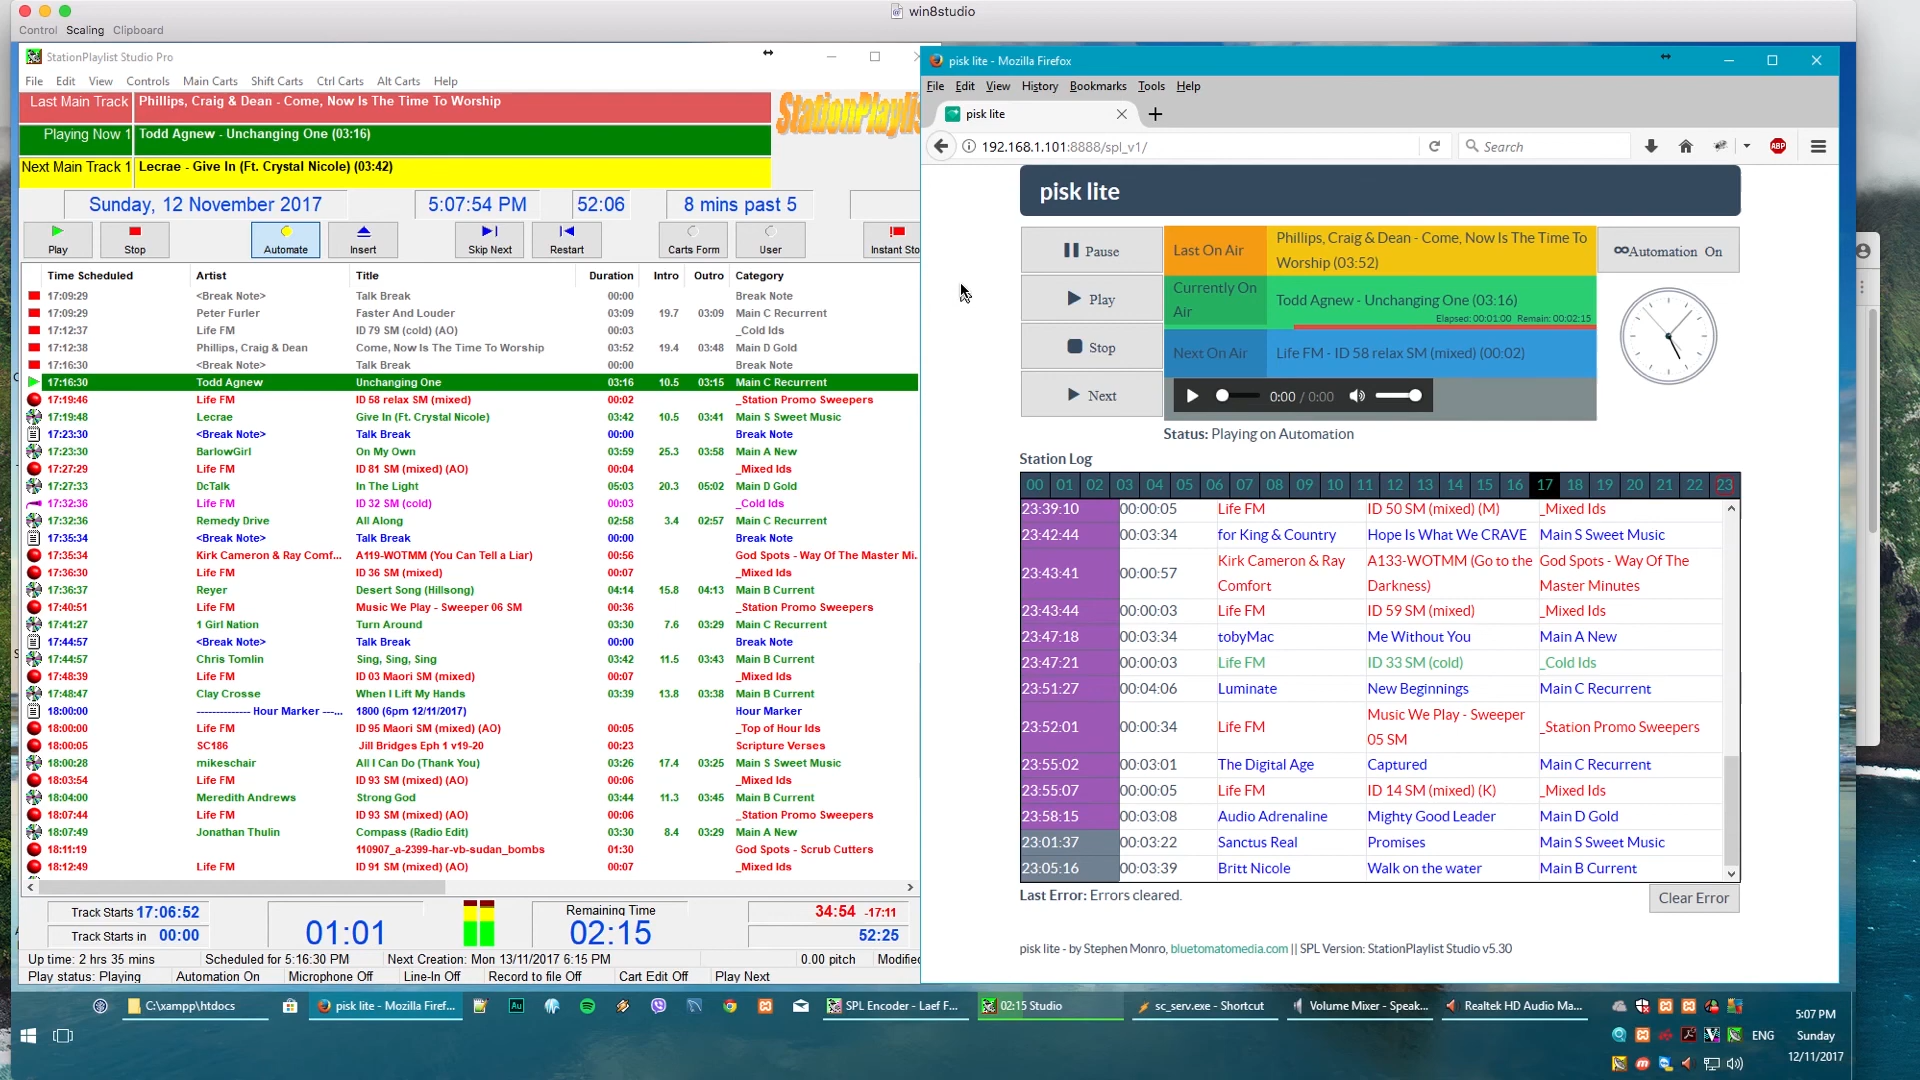 win8studio
Control Scaling Clipboard
StationPlaylist Studio Pro
File Edit View Controls Main Carts Shift Carts Ctrl Carts Alt Carts Help
Last Main Track Phillips, Craig & Dean - Come, Now Is The Time To Worship
Playing Now 1 Todd Agnew - Unchanging One (03:16)
Next Main Track 1 Lecrae - Give In (Ft. Crystal Nicole) (03:42)
Sunday, 12 November 2017 5:07:54 PM 52:06 8 mins past 5
Play Stop Automate Insert Skip Next Restart Carts Form User Instant Sto
Time Scheduled Artist Title Duration Intro Outro Category
17:09:29 <Break Note> Talk Break 00:00 Break Note
17:09:29 Peter Furler Faster And Louder 03:09 19.7 03:09 Main C Recurrent
17:12:37 Life FM ID 79 SM (cold) (AO) 00:03 _Cold Ids
17:12:38 Phillips, Craig & Dean Come, Now Is The Time To Worship 03:52 19.4 03:48 Main D Gold
17:16:30 <Break Note> Talk Break 00:00 Break Note
17:16:30 Todd Agnew Unchanging One 03:16 10.5 03:15 Main C Recurrent
17:19:46 Life FM ID 58 relax SM (mixed) 00:02 _Station Promo Sweepers
17:19:48 Lecrae Give In (Ft. Crystal Nicole) 03:42 10.5 03:41 Main S Sweet Music
17:23:30 <Break Note> Talk Break 00:00 Break Note
17:23:30 BarlowGirl On My Own 03:59 25.3 03:58 Main A New
17:27:29 Life FM ID 81 SM (mixed) (AO) 00:04 _Mixed Ids
17:27:33 DcTalk In The Light 05:03 20.3 05:02 Main D Gold
17:32:36 Life FM ID 32 SM (cold) 00:03 _Cold Ids
17:32:36 Remedy Drive All Along 02:58 3.4 02:57 Main C Recurrent
17:35:34 <Break Note> Talk Break 00:00 Break Note
17:35:34 Kirk Cameron & Ray Comf... A119-WOTMM (You Can Tell a Liar) 00:56 God Spots - Way Of The Master Mi.
17:36:30 Life FM ID 36 SM (mixed) 00:07 _Mixed Ids
17:36:37 Reyer Desert Song (Hillsong) 04:14 15.8 04:13 Main B Current
17:40:51 Life FM Music We Play - Sweeper 06 SM 00:36 _Station Promo Sweepers
17:41:27 1 Girl Nation Turn Around 03:30 7.6 03:29 Main C Recurrent
17:44:57 <Break Note> Talk Break 00:00 Break Note
17:44:57 Chris Tomlin Sing, Sing, Sing 03:42 11.5 03:43 Main B Current
17:48:39 Life FM ID 03 Maori SM (mixed) 00:07 _Mixed Ids
17:48:47 Clay Crosse When I Lift My Hands 03:39 13.8 03:38 Main B Current
18:00:00 -------------- Hour Marker ---... 1800 (6pm 12/11/2017) Hour Marker
18:00:00 Life FM ID 95 Maori SM (mixed) (AO) 00:05 _Top of Hour Ids
18:00:05 SC186 Jill Bridges Eph 1 v19-20 00:23 Scripture Verses
18:00:28 mikeschair All I Can Do (Thank You) 03:26 17.4 03:25 Main S Sweet Music
18:03:54 Life FM ID 93 SM (mixed) (AO) 00:06 _Mixed Ids
18:04:00 Meredith Andrews Strong God 03:44 11.3 03:45 Main B Current
18:07:44 Life FM ID 93 SM (mixed) (AO) 00:06 _Station Promo Sweepers
18:07:49 Jonathan Thulin Compass (Radio Edit) 03:30 8.4 03:29 Main A New
18:11:19 110907_a-2399-har-vb-sudan_bombs 01:30 God Spots - Scrub Cutters
18:12:49 Life FM ID 91 SM (mixed) (AO) 00:07 _Mixed Ids
Track Starts 17:06:52
Track Starts in 00:00
01:01
Remaining Time
02:15
34:54 -17:11
52:25
Up time: 2 hrs 35 mins Scheduled for 5:16:30 PM Next Creation: Mon 13/11/2017 6:15 PM 0.00 pitch Modified
Play status: Playing Automation On Microphone Off Line-In Off Record to file Off Cart Edit Off Play Next
pisk lite - Mozilla Firefox
File Edit View History Bookmarks Tools Help
pisk lite
192.168.1.101:8888/spl_v1/ Search ABP
pisk lite
Pause
Play
Stop
Next
Last On Air Phillips, Craig & Dean - Come, Now Is The Time To
Worship (03:52)
Currently On
Air
Todd Agnew - Unchanging One (03:16)
Elapsed: 00:01:00 Remain: 00:02:15
Next On Air Life FM - ID 58 relax SM (mixed) (00:02)
0:00 / 0:00
Automation On
Status: Playing on Automation
Station Log
00 01 02 03 04 05 06 07 08 09 10 11 12 13 14 15 16 17 18 19 20 21 22 23
23:39:10 00:00:05 Life FM ID 50 SM (mixed) (M) _Mixed Ids
23:42:44 00:03:34 for King & Country Hope Is What We CRAVE Main S Sweet Music
23:43:41 00:00:57 Kirk Cameron & Ray A133-WOTMM (Go to the God Spots - Way Of The
Comfort Darkness) Master Minutes
23:43:44 00:00:03 Life FM ID 59 SM (mixed) _Mixed Ids
23:47:18 00:03:34 tobyMac Me Without You Main A New
23:47:21 00:00:03 Life FM ID 33 SM (cold) _Cold Ids
23:51:27 00:04:06 Luminate New Beginnings Main C Recurrent
23:52:01 00:00:34 Life FM Music We Play - Sweeper _Station Promo Sweepers
05 SM
23:55:02 00:03:01 The Digital Age Captured Main C Recurrent
23:55:07 00:00:05 Life FM ID 14 SM (mixed) (K) _Mixed Ids
23:58:15 00:03:08 Audio Adrenaline Mighty Good Leader Main D Gold
23:01:37 00:03:22 Sanctus Real Promises Main S Sweet Music
23:05:16 00:03:39 Britt Nicole Walk on the water Main B Current
Last Error: Errors cleared. Clear Error
pisk lite - by Stephen Monro, bluetomatomedia.com || SPL Version: StationPlaylist Studio v5.30
C:\xampp\htdocs pisk lite - Mozilla Firef... Au SPL Encoder - Laef F... 02:15 Studio sc_serv.exe - Shortcut Volume Mixer - Speak... Realtek HD Audio Ma...
5:07 PM
ENG Sunday
12/11/2017